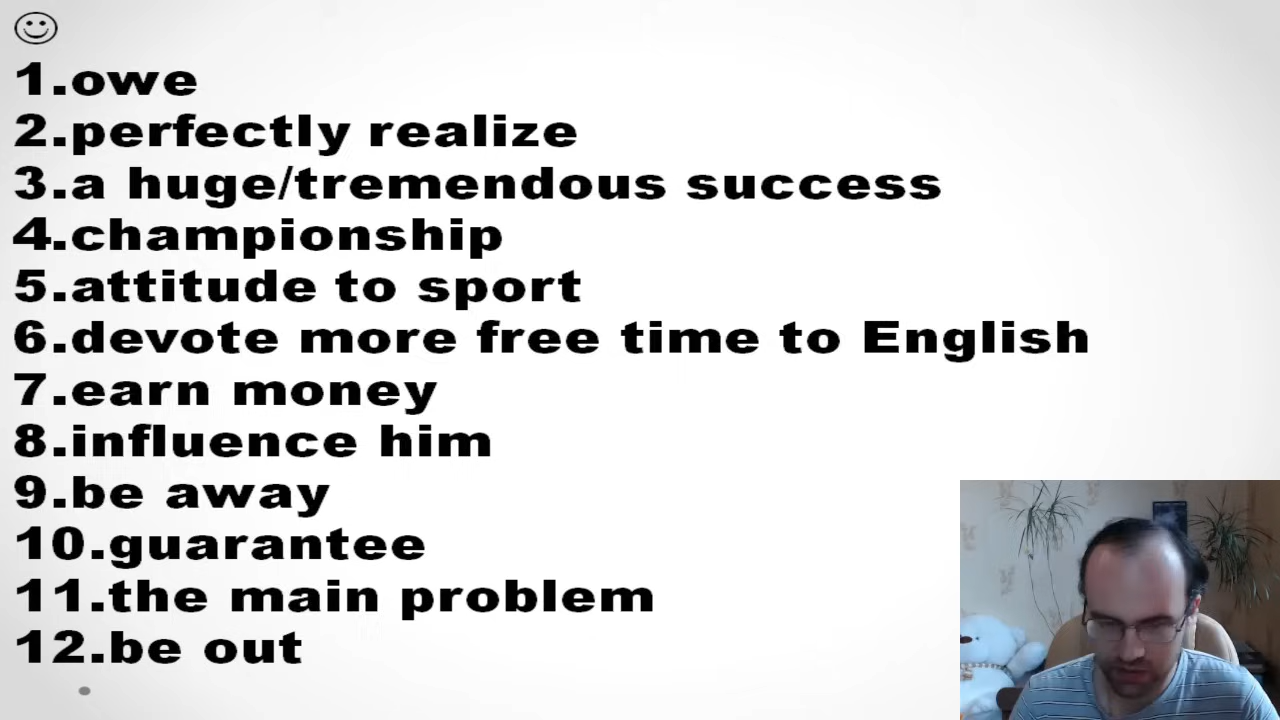 1.owe
2.perfectly realize
3.a huge/tremendous success
4.championship
5.attitude to sport
6.devote more free time to English
7.earn money
8.influence him
9.be away
10.guarantee
11.the main problem
12.be out